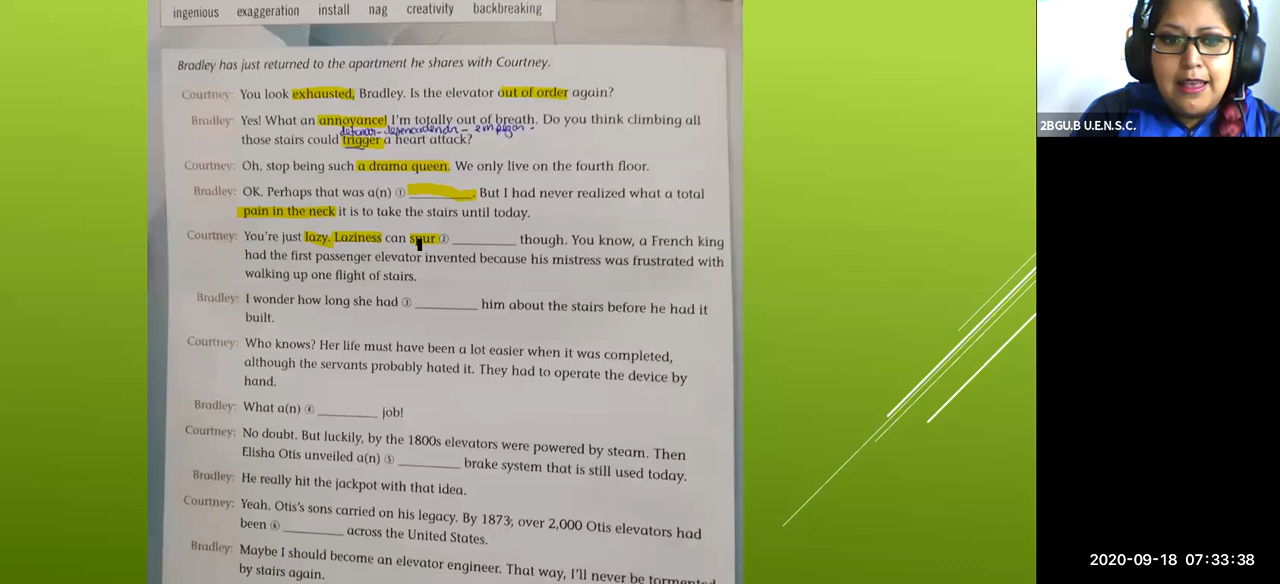 ingenious exaggeration install nag creativity backbreaking
Bradley has just returned to the apartment he shares with Courtney.
Courtney: You look exhausted, Bradley. Is the elevator out of order again?
Bradley: Yes! What an annoyance! I'm totally out of breath. Do you think climbing all
detonar - desencadenar - empezar -
those stairs could trigger a heart attack?
Courtney: Oh, stop being such a drama queen. We only live on the fourth floor.
Bradley: OK. Perhaps that was a(n) ① ________. But I had never realized what a total
pain in the neck it is to take the stairs until today.
Courtney: You're just lazy. Laziness can spur ② ________ though. You know, a French king
had the first passenger elevator invented because his mistress was frustrated with
walking up one flight of stairs.
Bradley: I wonder how long she had ③ ________ him about the stairs before he had it
built.
Courtney: Who knows? Her life must have been a lot easier when it was completed,
although the servants probably hated it. They had to operate the device by
hand.
Bradley: What a(n) ④ ________ job!
Courtney: No doubt. But luckily, by the 1800s elevators were powered by steam. Then
Elisha Otis unveiled a(n) ⑤ ________ brake system that is still used today.
Bradley: He really hit the jackpot with that idea.
Courtney: Yeah. Otis's sons carried on his legacy. By 1873, over 2,000 Otis elevators had
been ⑥ ________ across the United States.
Bradley: Maybe I should become an elevator engineer. That way, I'll never be tormented
by stairs again.
2BGU.B U.E.N.S.C.
2020-09-18 07:33:38